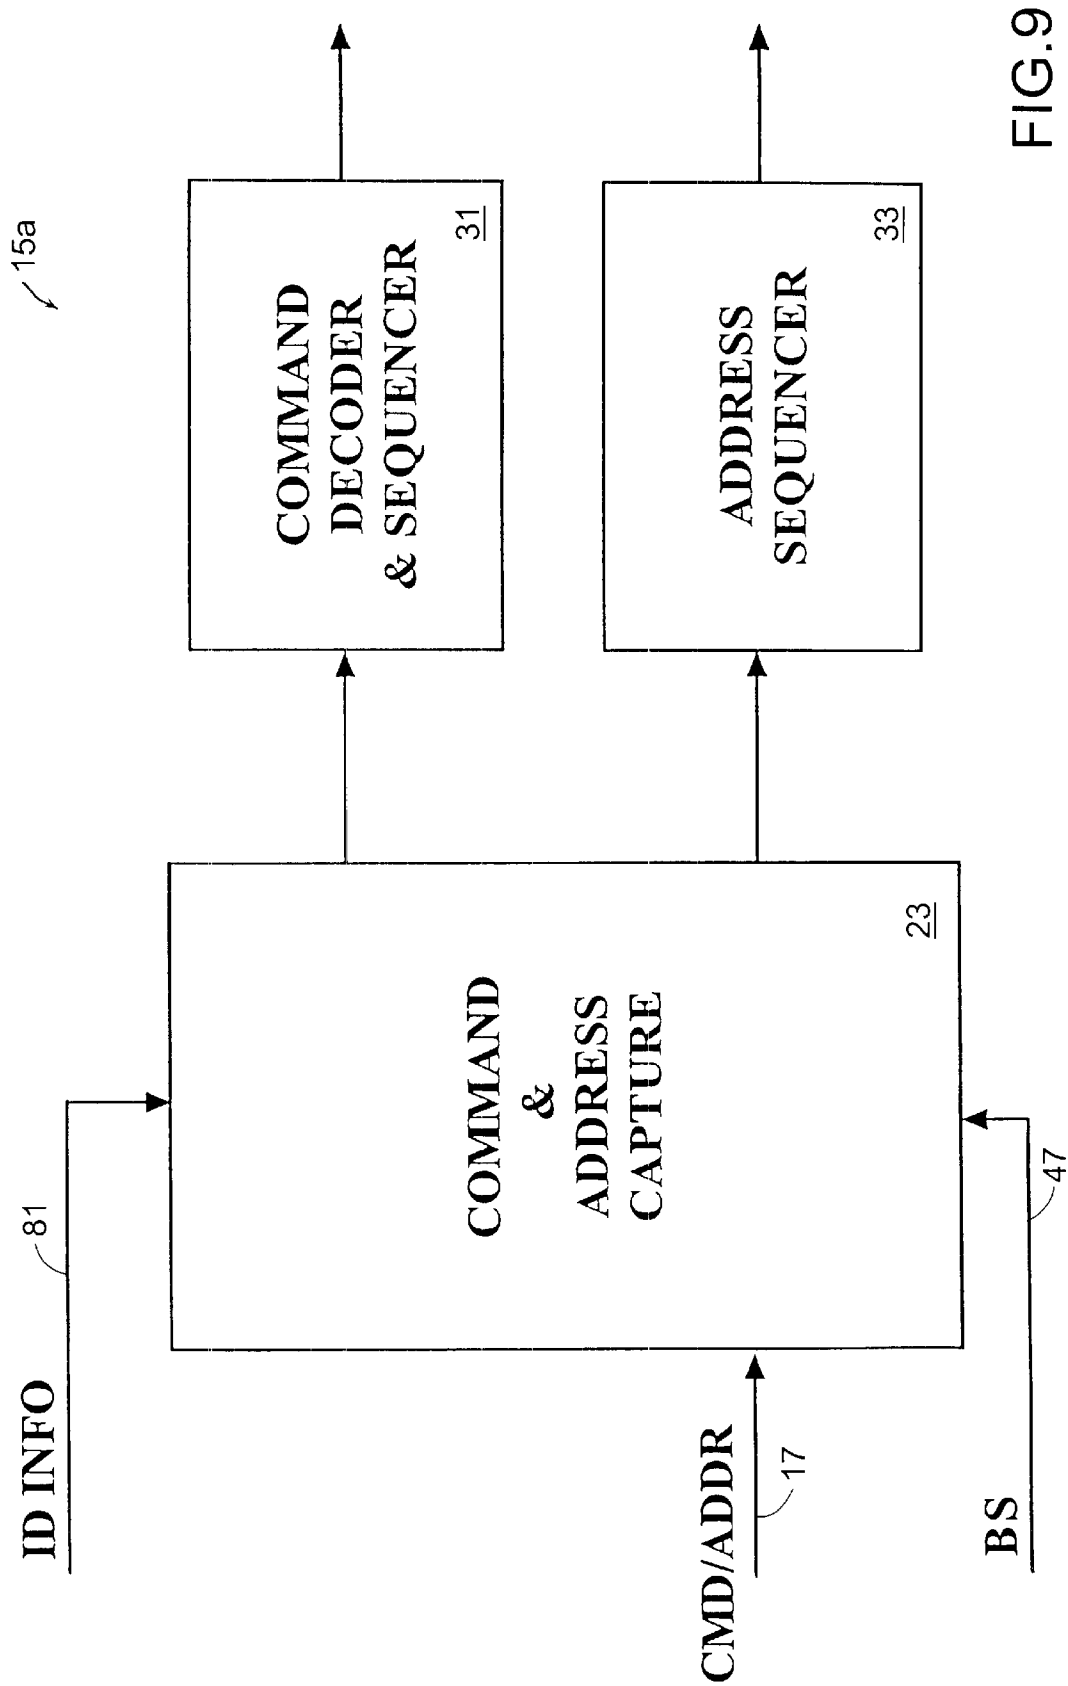 15a
ID INFO
81
CMD/ADDR
17
BS
47
COMMAND
&
ADDRESS
CAPTURE
23
COMMAND
DECODER
& SEQUENCER
31
ADDRESS
SEQUENCER
33
FIG.9